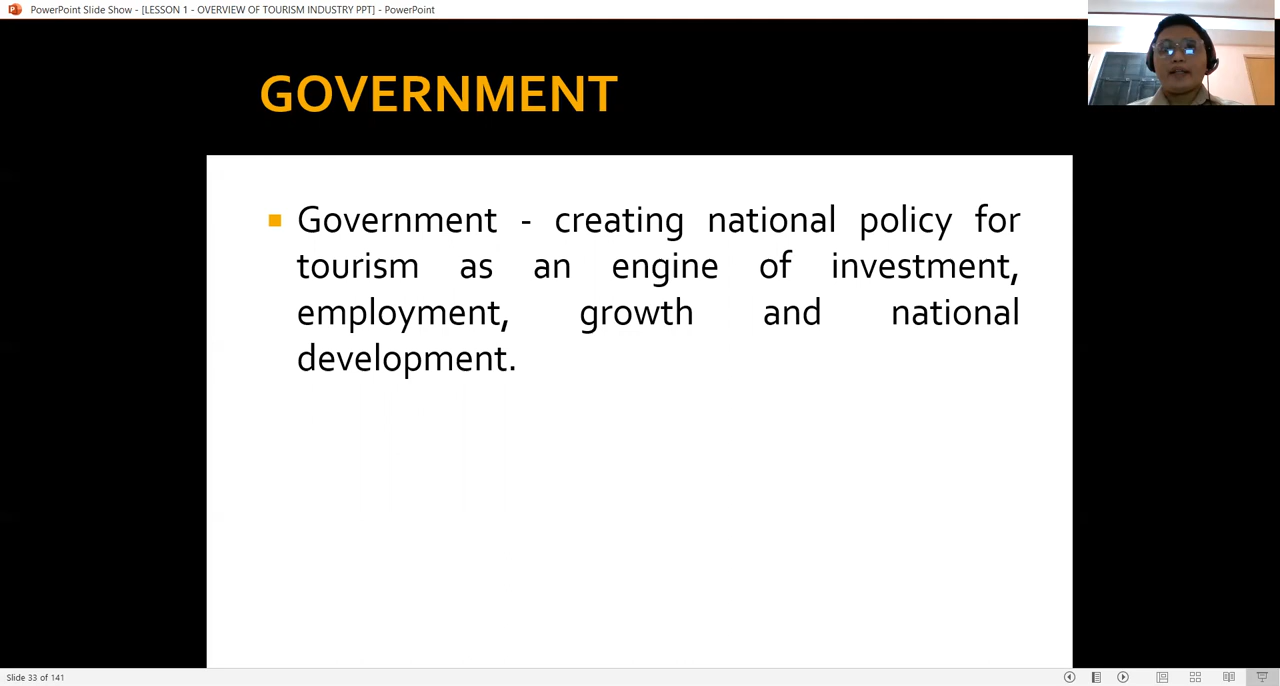 PowerPoint Slide Show - [LESSON 1 - OVERVIEW OF TOURISM INDUSTRY PPT] - PowerPoint
GOVERNMENT
Government - creating national policy for
tourism as an engine of investment,
employment, growth and national
development.
Slide 33 of 141